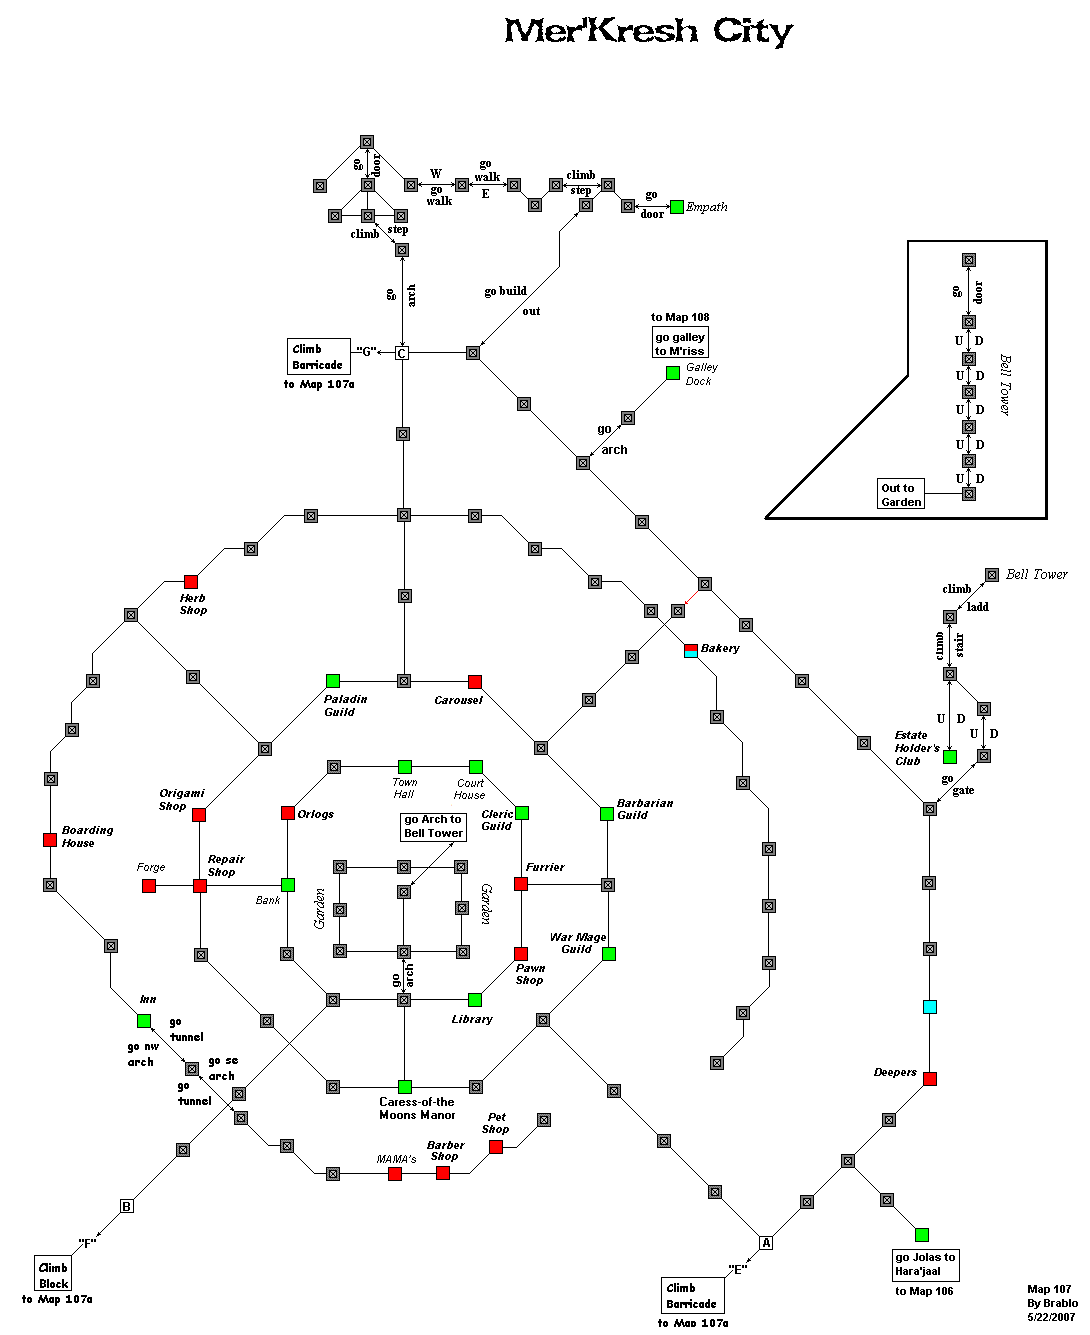 Mer'Kresh City
go
door
W
go
walk
go
walk
E
climb
step
go
door
Empath
climb
step
go
arch
go build
out
go
door
U D
U D
U D
U D
U D
Bell Tower
Out to
Garden
to Map 108
go galley
to M'riss
Galley
Dock
Climb
Barricade
"G"
C
to Map 107a
go
arch
Bell Tower
climb
ladd
climb
stair
Herb
Shop
Bakery
Paladin
Guild
Carousel
U D
U D
Estate
Holder's
Club
go
gate
Town
Hall
Court
House
Origami
Shop
Orlogs
Cleric
Guild
Barbarian
Guild
go Arch to
Bell Tower
Boarding
House
Forge
Repair
Shop
Bank
Furrier
Garden
Garden
War Mage
Guild
Pawn
Shop
go
arch
Library
Inn
go
tunnel
go nw
arch
go se
arch
go
tunnel
Deepers
Caress-of-the
Moons Manor
Pet
Shop
Barber
Shop
MAMA's
B
"F"
A
"E"
Climb
Block
to Map 107a
Climb
Barricade
to Map 107a
go Jolas to
Hara'jaal
to Map 106
Map 107
By Brablo
5/22/2007